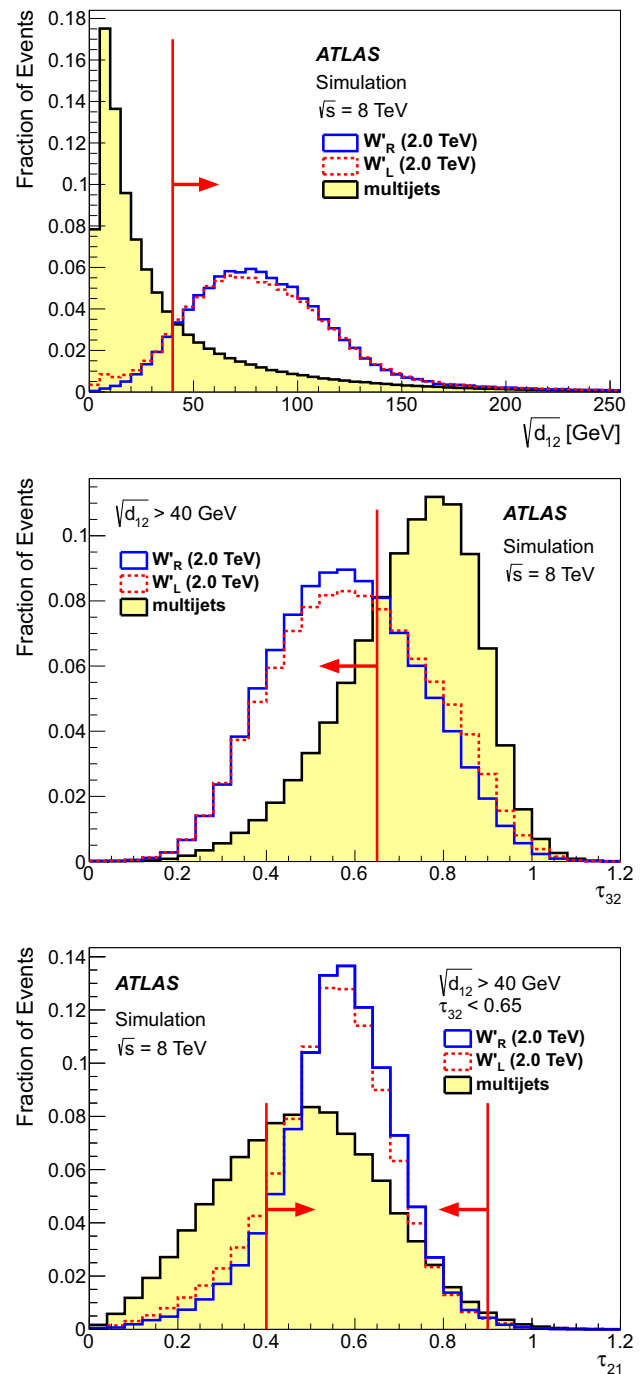 Fraction of Events
0.18
0.16
0.14
0.12
0.1
0.08
0.06
0.04
0.02
0
ATLAS
Simulation
√s = 8 TeV
W'R (2.0 TeV)
W'L (2.0 TeV)
multijets
0 50 100 150 200 250
√d12 [GeV]
Fraction of Events
0.1
0.08
0.06
0.04
0.02
0
√d12 > 40 GeV
W'R (2.0 TeV)
W'L (2.0 TeV)
multijets
ATLAS
Simulation
√s = 8 TeV
0 0.2 0.4 0.6 0.8 1 1.2
τ32
Fraction of Events
0.14
0.12
0.1
0.08
0.06
0.04
0.02
0
ATLAS
Simulation
√s = 8 TeV
√d12 > 40 GeV
τ32 < 0.65
W'R (2.0 TeV)
W'L (2.0 TeV)
multijets
0 0.2 0.4 0.6 0.8 1 1.2
τ21